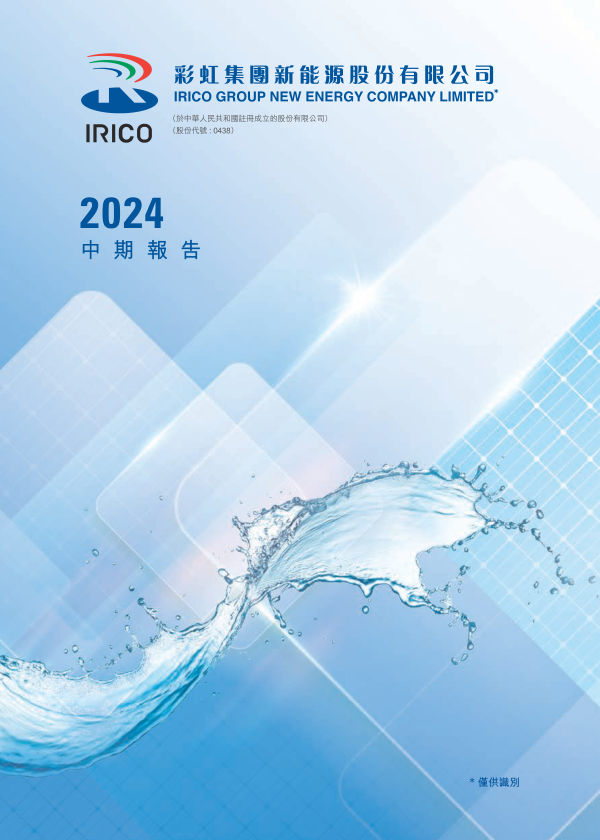 彩虹集團新能源股份有限公司
IRICO GROUP NEW ENERGY COMPANY LIMITED*
IRICO
（於中華人民共和國註冊成立的股份有限公司）
（股份代號 : 0438）
2024
中期報告
* 僅供識別